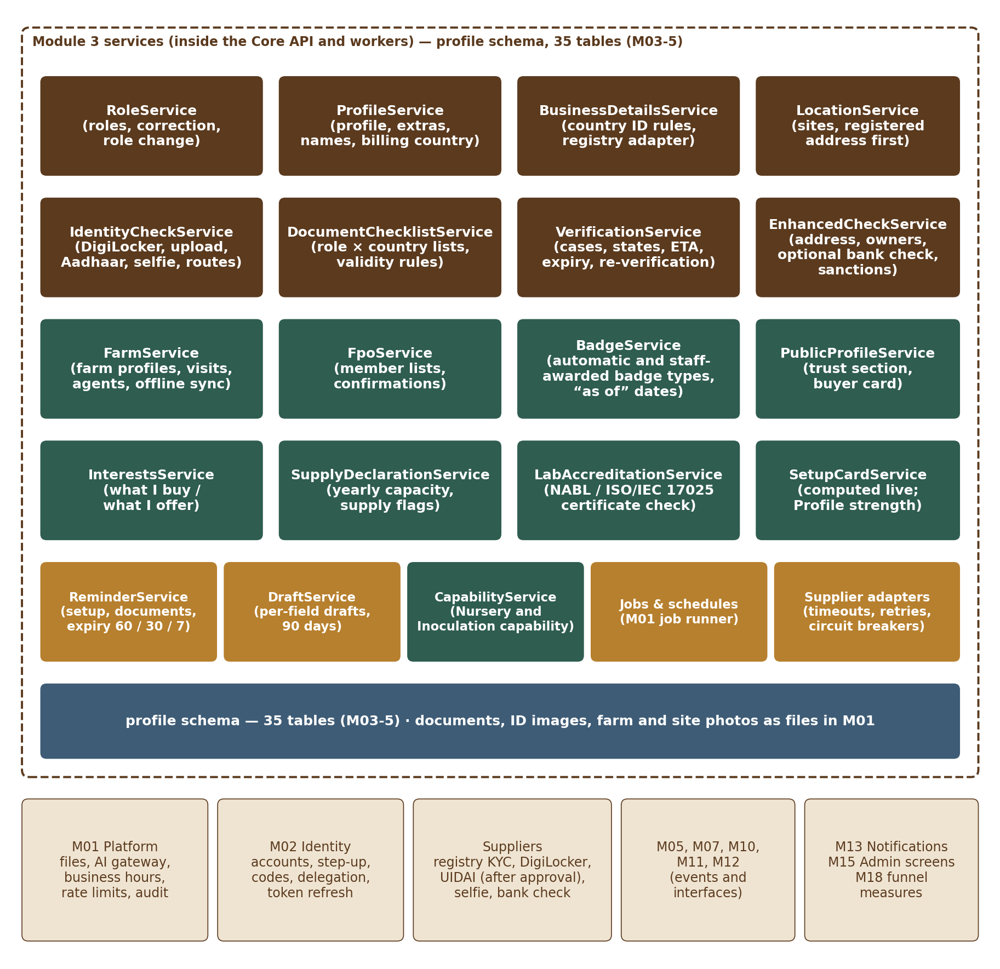 Module 3 services (inside the Core API and workers) — profile schema, 35 tables (M03-5)
RoleService
(roles, correction,
role change)
ProfileService
(profile, extras,
names, billing country)
BusinessDetailsService
(country ID rules,
registry adapter)
LocationService
(sites, registered
address first)
IdentityCheckService
(DigiLocker, upload,
Aadhaar, selfie, routes)
DocumentChecklistService
(role × country lists,
validity rules)
VerificationService
(cases, states, ETA,
expiry, re-verification)
EnhancedCheckService
(address, owners,
optional bank check,
sanctions)
FarmService
(farm profiles, visits,
agents, offline sync)
FpoService
(member lists,
confirmations)
BadgeService
(automatic and staff-
awarded badge types,
“as of” dates)
PublicProfileService
(trust section,
buyer card)
InterestsService
(what I buy /
what I offer)
SupplyDeclarationService
(yearly capacity,
supply flags)
LabAccreditationService
(NABL / ISO/IEC 17025
certificate check)
SetupCardService
(computed live;
Profile strength)
ReminderService
(setup, documents,
expiry 60 / 30 / 7)
DraftService
(per-field drafts,
90 days)
CapabilityService
(Nursery and
Inoculation capability)
Jobs & schedules
(M01 job runner)
Supplier adapters
(timeouts, retries,
circuit breakers)
profile schema — 35 tables (M03-5) · documents, ID images, farm and site photos as files in M01
M01 Platform
files, AI gateway,
business hours,
rate limits, audit
M02 Identity
accounts, step-up,
codes, delegation,
token refresh
Suppliers
registry KYC, DigiLocker,
UIDAI (after approval),
selfie, bank check
M05, M07, M10,
M11, M12
(events and
interfaces)
M13 Notifications
M15 Admin screens
M18 funnel
measures